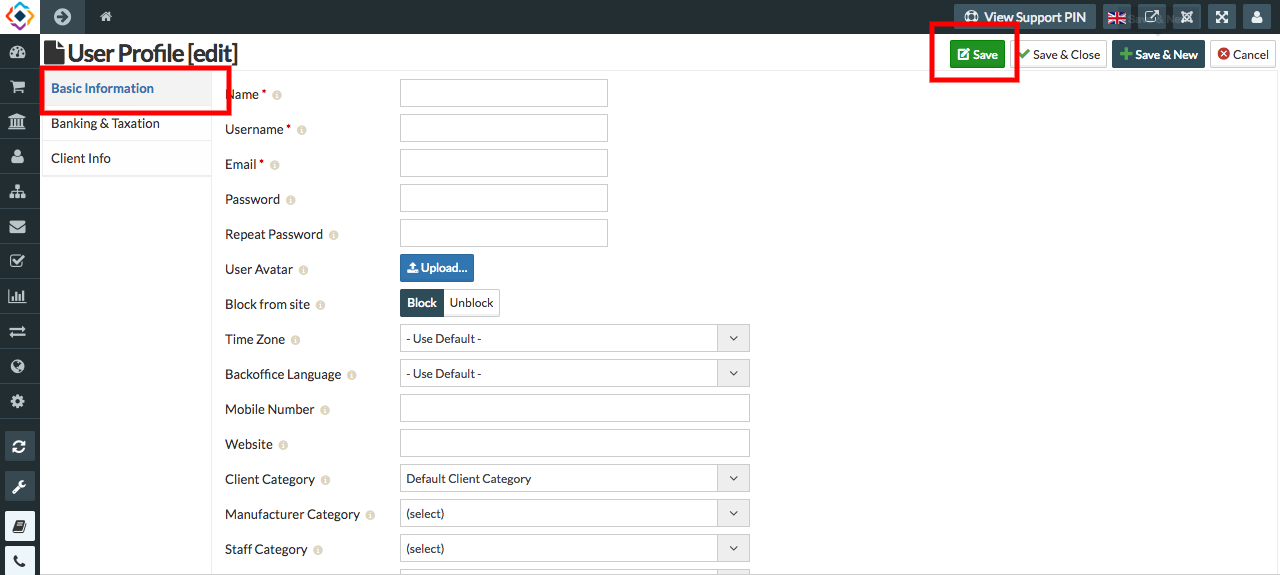 View Support PIN
User Profile [edit]
Save
Save & Close
Save & New
Cancel
Basic Information
Banking & Taxation
Client Info
Name *
Username *
Email *
Password
Repeat Password
User Avatar
Upload...
Block from site
Block
Unblock
Time Zone
- Use Default -
Backoffice Language
- Use Default -
Mobile Number
Website
Client Category
Default Client Category
Manufacturer Category
(select)
Staff Category
(select)